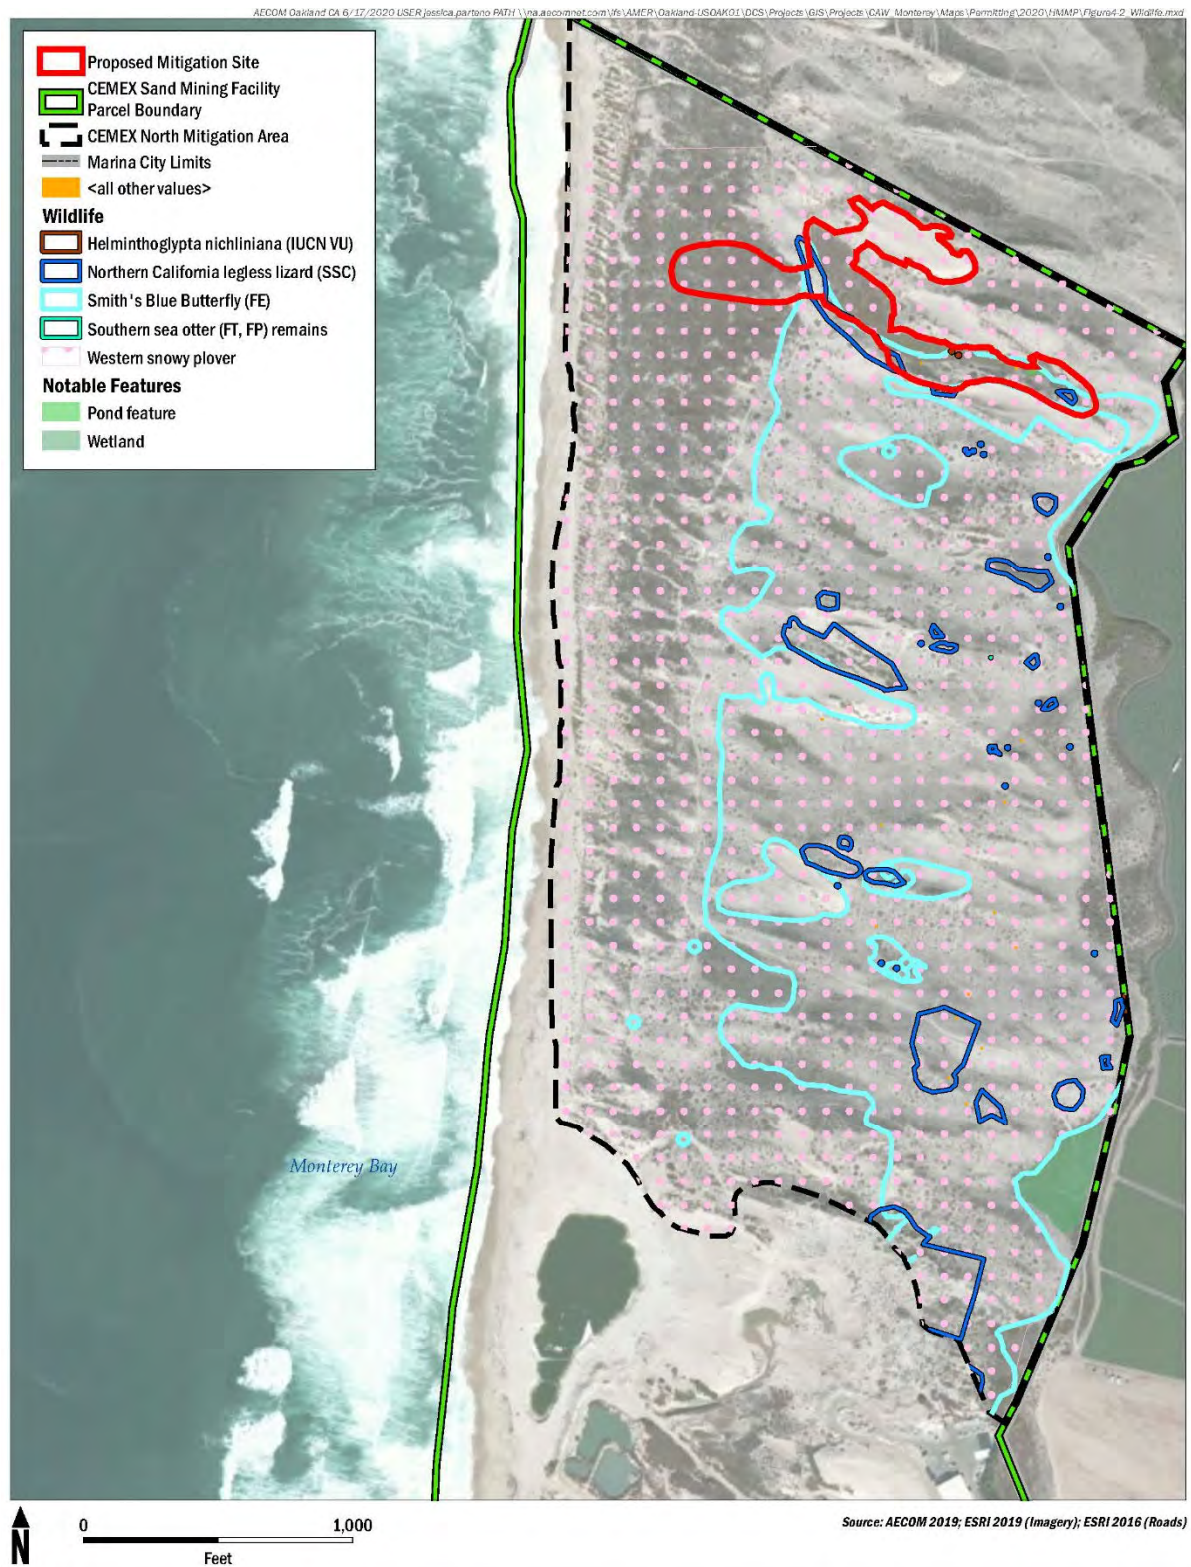 AECOM Oakland CA 6/17/2020 USER jessica.parteno PATH \\na.aecomnet.com\lfs\AMER\Oakland-USOAK01\DCS\Projects\GIS\Projects\CAW_Monterey\Maps\Permitting\2020\HMMP\Figure4-2_Wildlife.mxd
Proposed Mitigation Site
CEMEX Sand Mining Facility
Parcel Boundary
CEMEX North Mitigation Area
Marina City Limits
<all other values>
Wildlife
Helminthoglypta nichliniana (IUCN VU)
Northern California legless lizard (SSC)
Smith's Blue Butterfly (FE)
Southern sea otter (FT, FP) remains
Western snowy plover
Notable Features
Pond feature
Wetland
Monterey Bay
N
0 1,000
Feet
Source: AECOM 2019; ESRI 2019 (Imagery); ESRI 2016 (Roads)